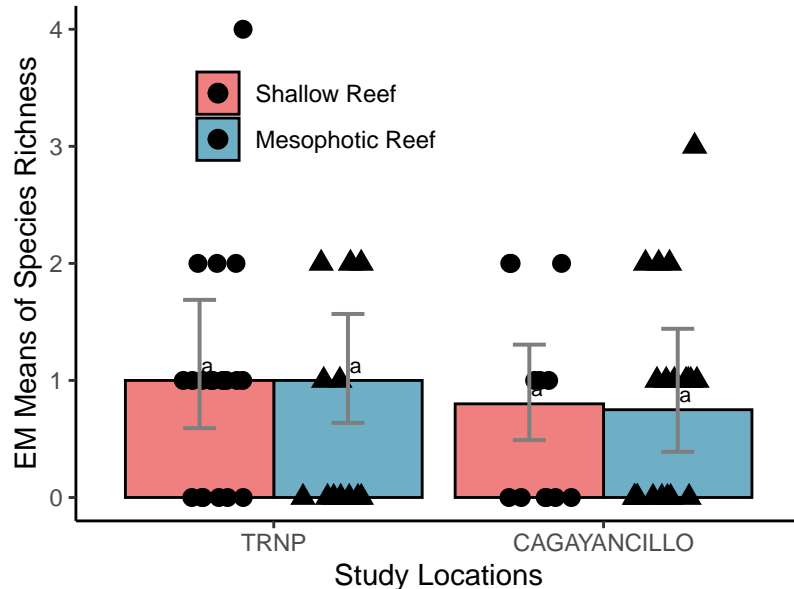 EM Means of Species Richness
4
3
2
1
0
Shallow Reef
Mesophotic Reef
a
a
a
a
TRNP
CAGAYANCILLO
Study Locations